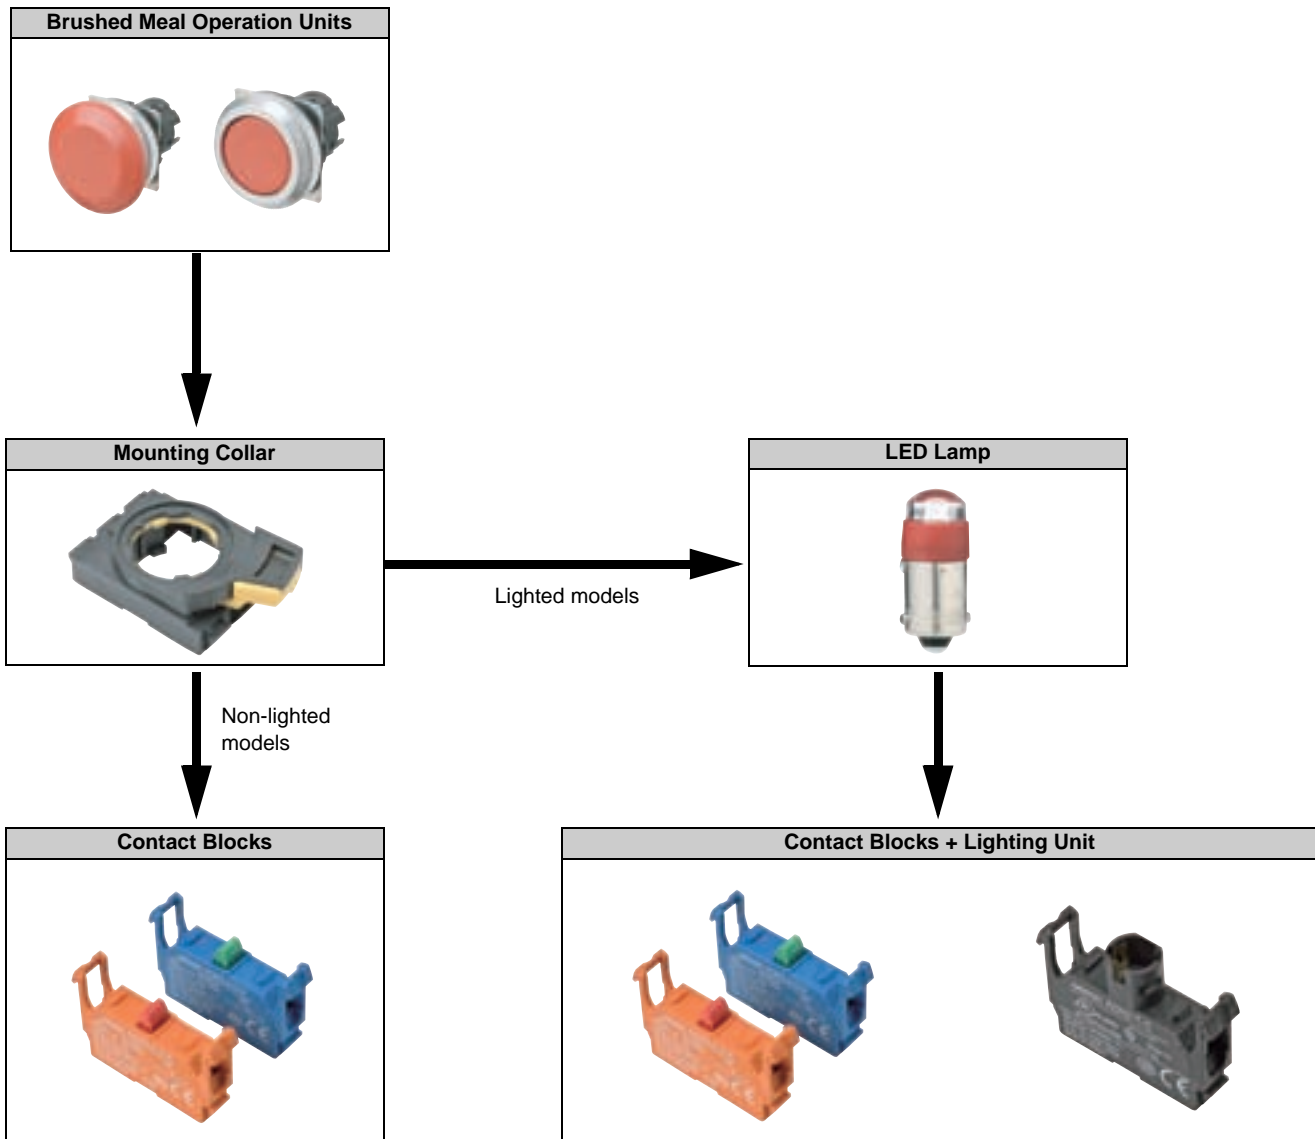 Brushed Meal Operation Units
Mounting Collar
LED Lamp
Lighted models
Non-lighted
models
Contact Blocks
Contact Blocks + Lighting Unit